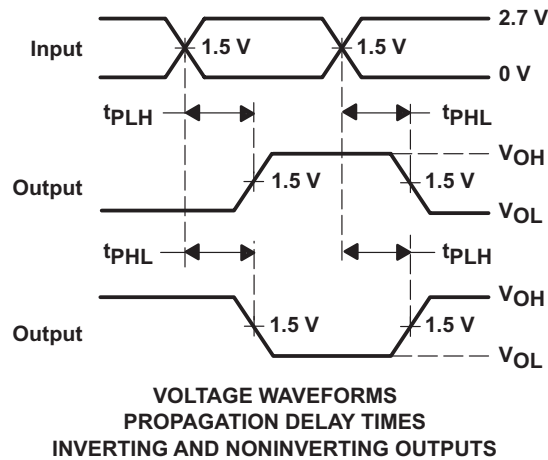 2.7 V
Input
1.5 V
1.5 V
0 V
tPLH
tPHL
VOH
Output
1.5 V
1.5 V
VOL
tPHL
tPLH
VOH
Output
1.5 V
1.5 V
VOL
VOLTAGE WAVEFORMS
PROPAGATION DELAY TIMES
INVERTING AND NONINVERTING OUTPUTS